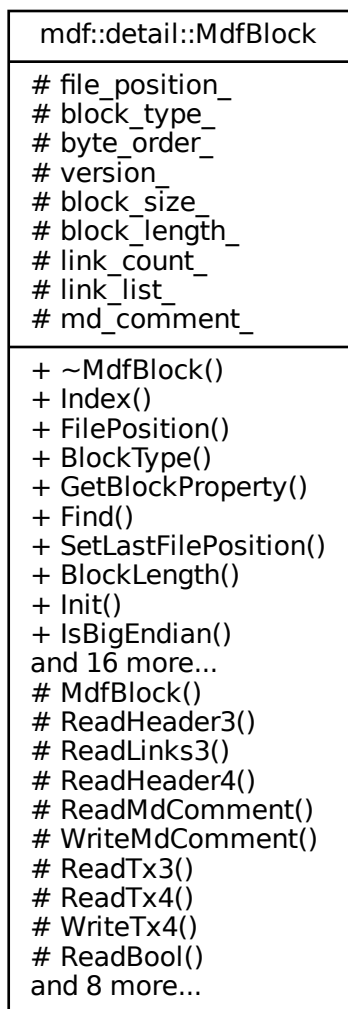 mdf::detail::MdfBlock
# file_position_
# block_type_
# byte_order_
# version_
# block_size_
# block_length_
# link_count_
# link_list_
# md_comment_
+ ~MdfBlock()
+ Index()
+ FilePosition()
+ BlockType()
+ GetBlockProperty()
+ Find()
+ SetLastFilePosition()
+ BlockLength()
+ Init()
+ IsBigEndian()
and 16 more...
# MdfBlock()
# ReadHeader3()
# ReadLinks3()
# ReadHeader4()
# ReadMdComment()
# WriteMdComment()
# ReadTx3()
# ReadTx4()
# WriteTx4()
# ReadBool()
and 8 more...